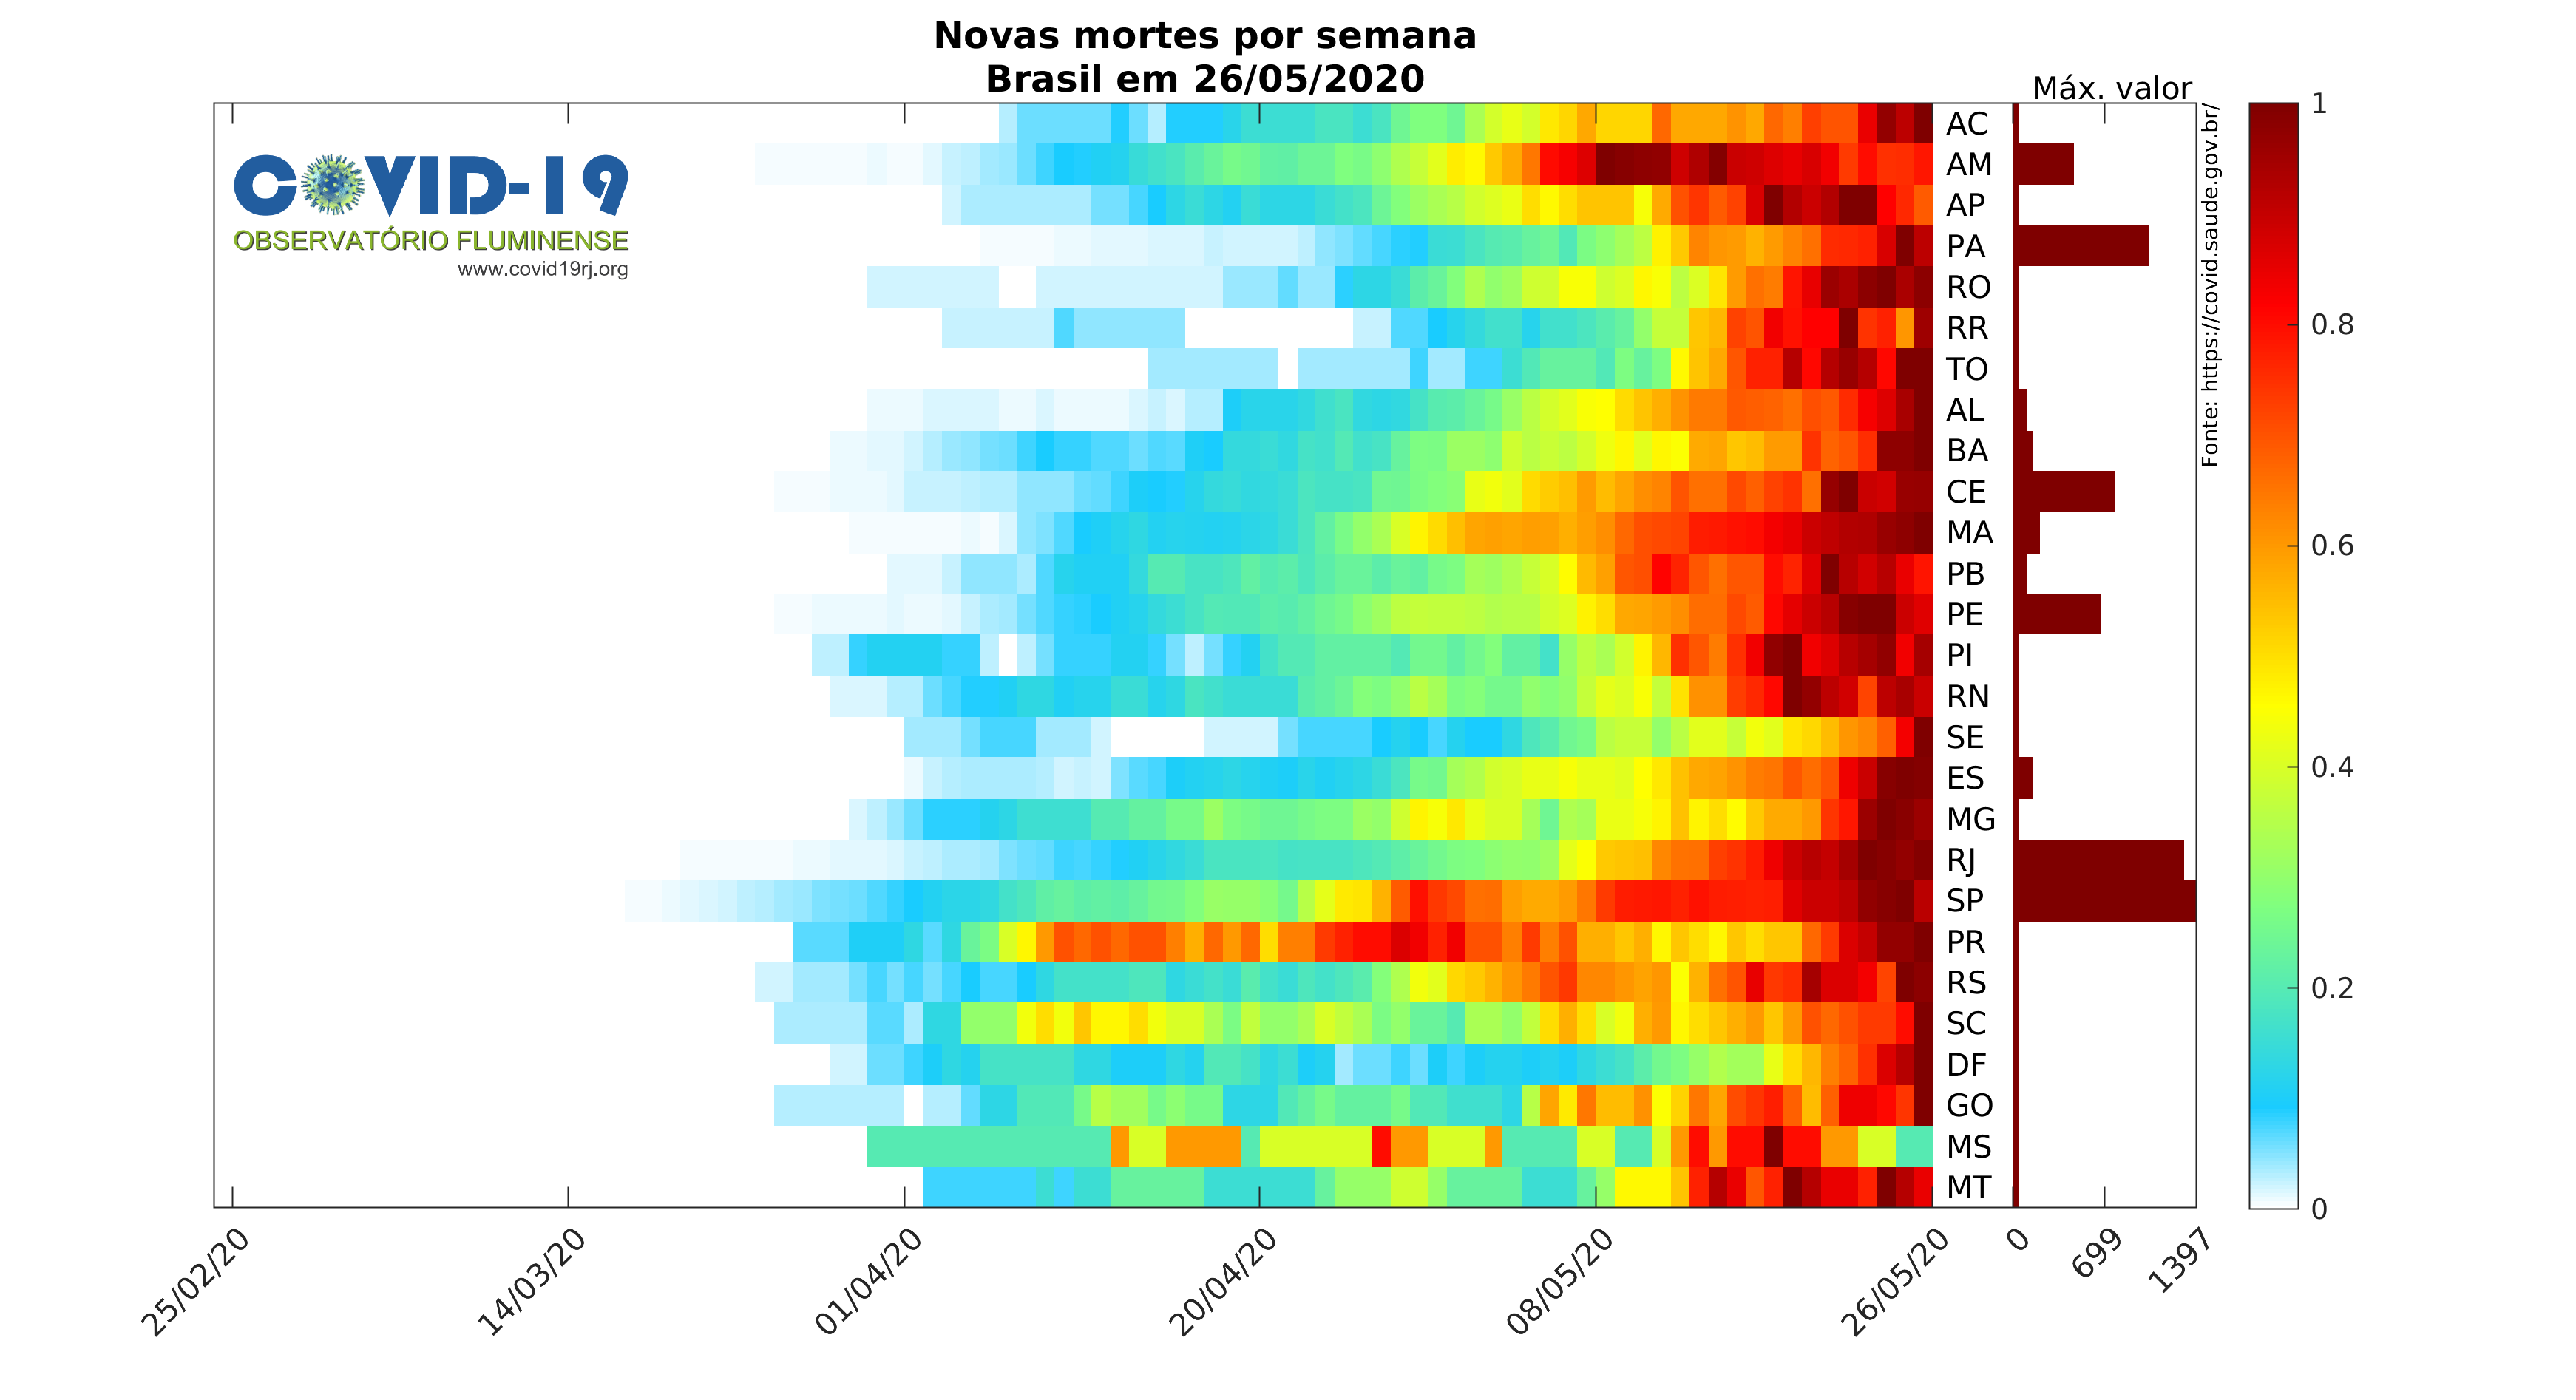 Novas mortes por semana
Brasil em 26/05/2020
Máx. valor
COVID-19
OBSERVATÓRIO FLUMINENSE
www.covid19rj.org
AC
AM
AP
PA
RO
RR
TO
AL
BA
CE
MA
PB
PE
PI
RN
SE
ES
MG
RJ
SP
PR
RS
SC
DF
GO
MS
MT
Fonte: https://covid.saude.gov.br/
1
0.8
0.6
0.4
0.2
0
25/02/20
14/03/20
01/04/20
20/04/20
08/05/20
26/05/20
0
699
1397